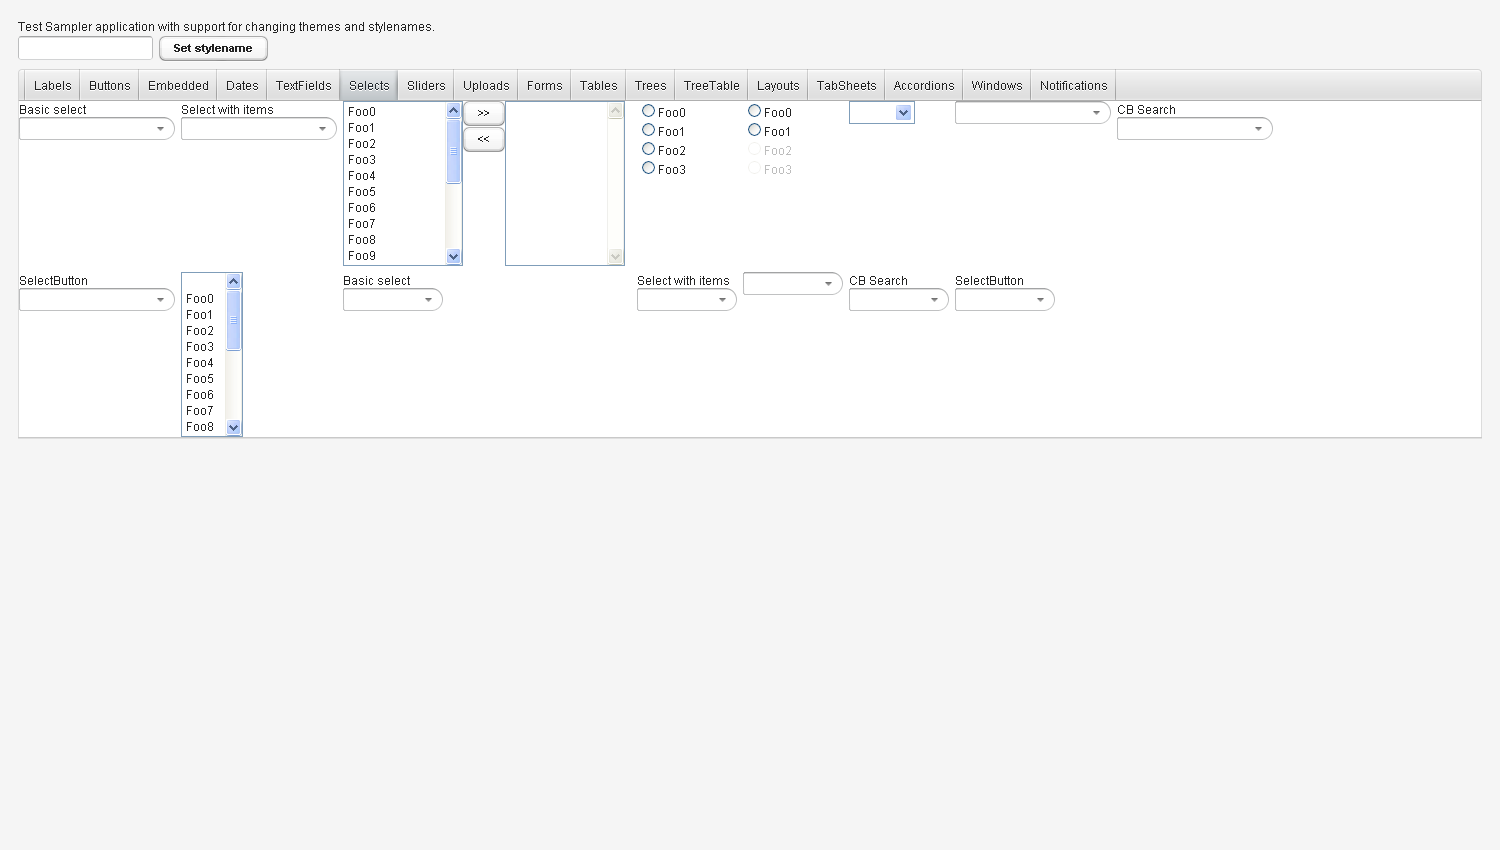 Test Sampler application with support for changing themes and stylenames.
Set stylename
Labels Buttons Embedded Dates TextFields Selects Sliders Uploads Forms Tables Trees TreeTable Layouts TabSheets Accordions Windows Notifications
Basic select
Select with items
Foo0
Foo1
Foo2
Foo3
Foo4
Foo5
Foo6
Foo7
Foo8
Foo9
>>
<<
Foo0
Foo1
Foo2
Foo3
Foo0
Foo1
Foo2
Foo3
CB Search
SelectButton
Foo0
Foo1
Foo2
Foo3
Foo4
Foo5
Foo6
Foo7
Foo8
Basic select
Select with items
CB Search
SelectButton